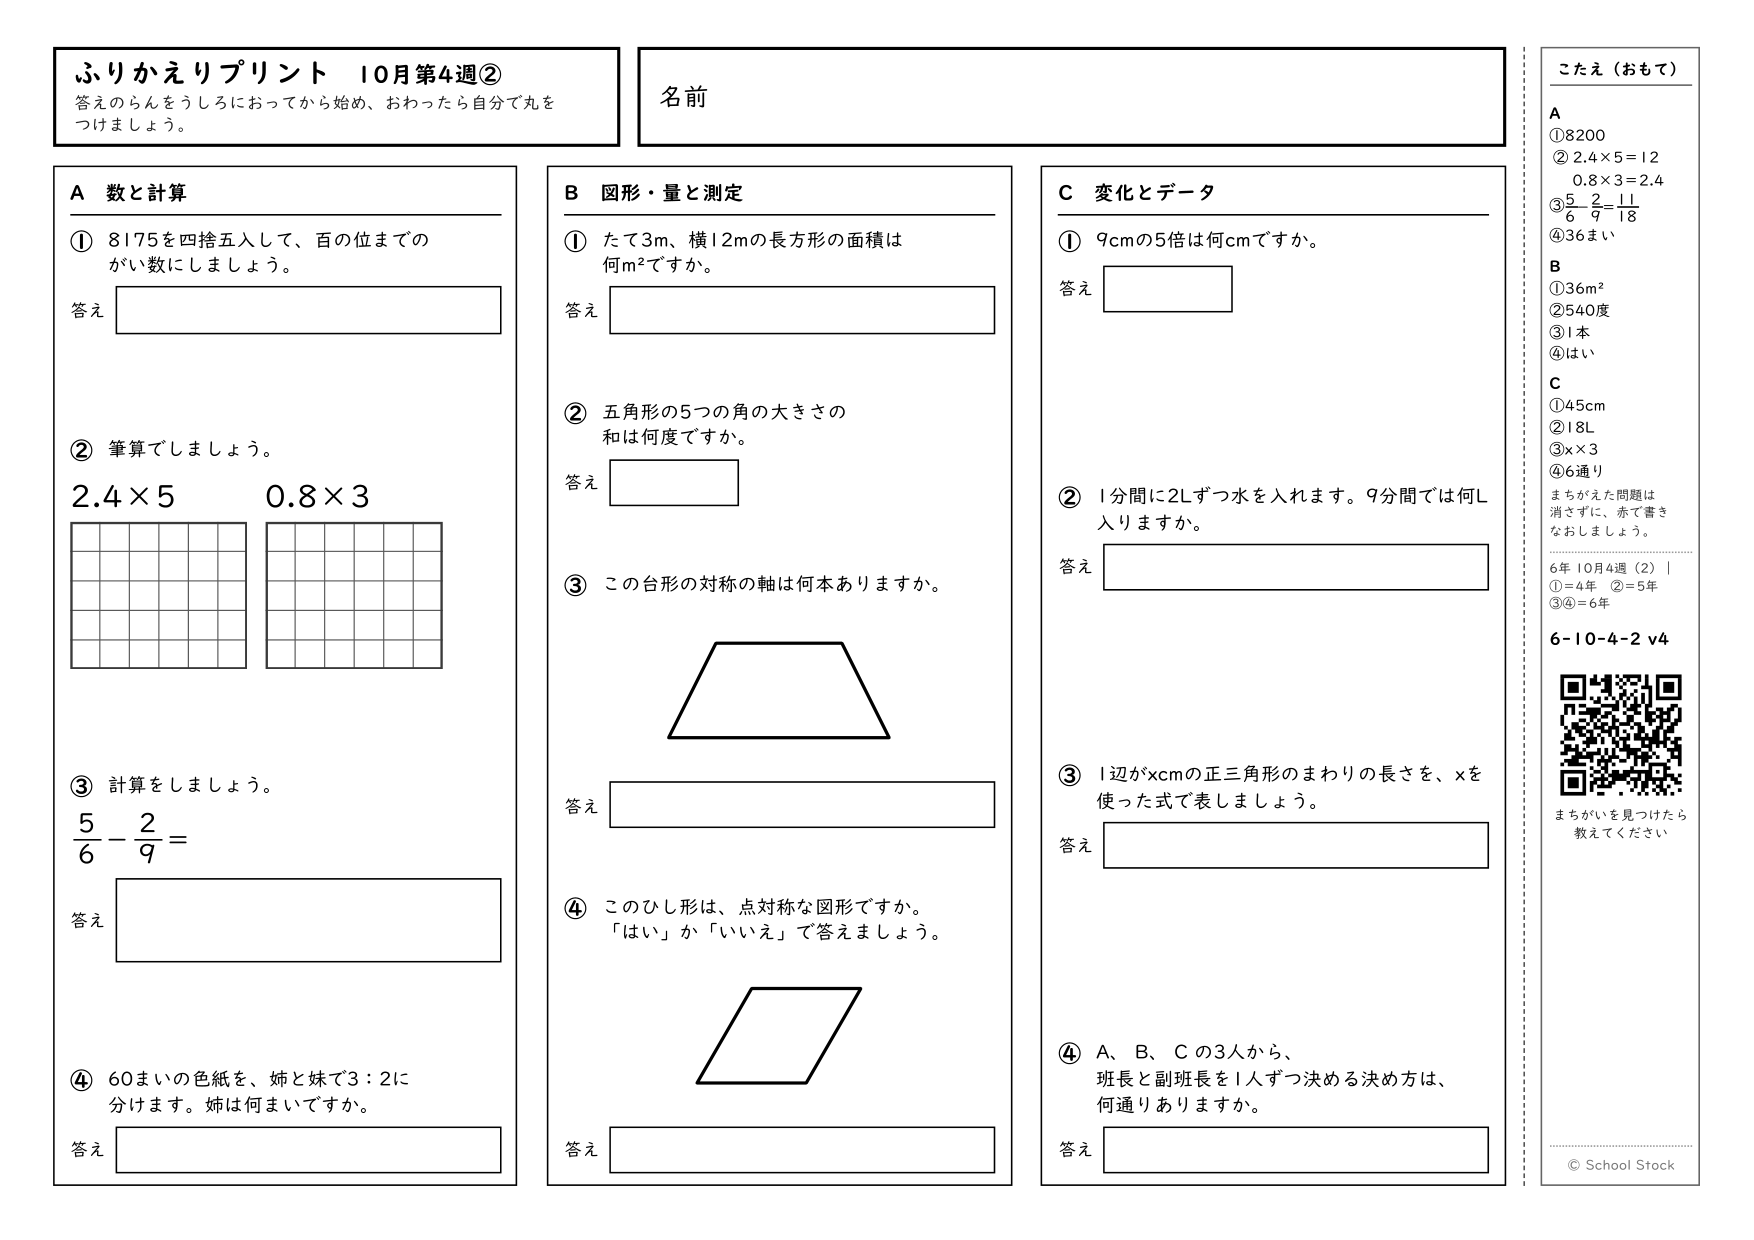 ふりかえりプリント　10月第4週②
答えのらんをうしろにおってから始め、おわったら自分で丸を
つけましょう。
名前
A　数と計算
① 8175を四捨五入して、百の位までの
がい数にしましょう。
答え
② 筆算でしましょう。
2.4×5　0.8×3
③ 計算をしましょう。
5/6 − 2/9 =
答え
④ 60まいの色紙を、姉と妹で3：2に
分けます。姉は何まいですか。
答え
B　図形・量と測定
① たて3m、横12mの長方形の面積は
何m²ですか。
答え
② 五角形の5つの角の大きさの
和は何度ですか。
答え
③ この台形の対称の軸は何本ありますか。
答え
④ このひし形は、点対称な図形ですか。
「はい」か「いいえ」で答えましょう。
答え
C　変化とデータ
① 9cmの5倍は何cmですか。
答え
② 1分間に2Lずつ水を入れます。9分間では何L
入りますか。
答え
③ 1辺がxcmの正三角形のまわりの長さを、xを
使った式で表しましょう。
答え
④ A、 B、 C の3人から、
班長と副班長を1人ずつ決める決め方は、
何通りありますか。
答え
こたえ（おもて）
A
①8200
② 2.4×5＝12
0.8×3＝2.4
③5/6−2/9=11/18
④36まい
B
①36m²
②540度
③1本
④はい
C
①45cm
②18L
③x×3
④6通り
まちがえた問題は
消さずに、赤で書き
なおしましょう。
6年 10月4週（2）｜
①＝4年　②＝5年
③④＝6年
6-10-4-2 v4
まちがいを見つけたら
教えてください
© School Stock